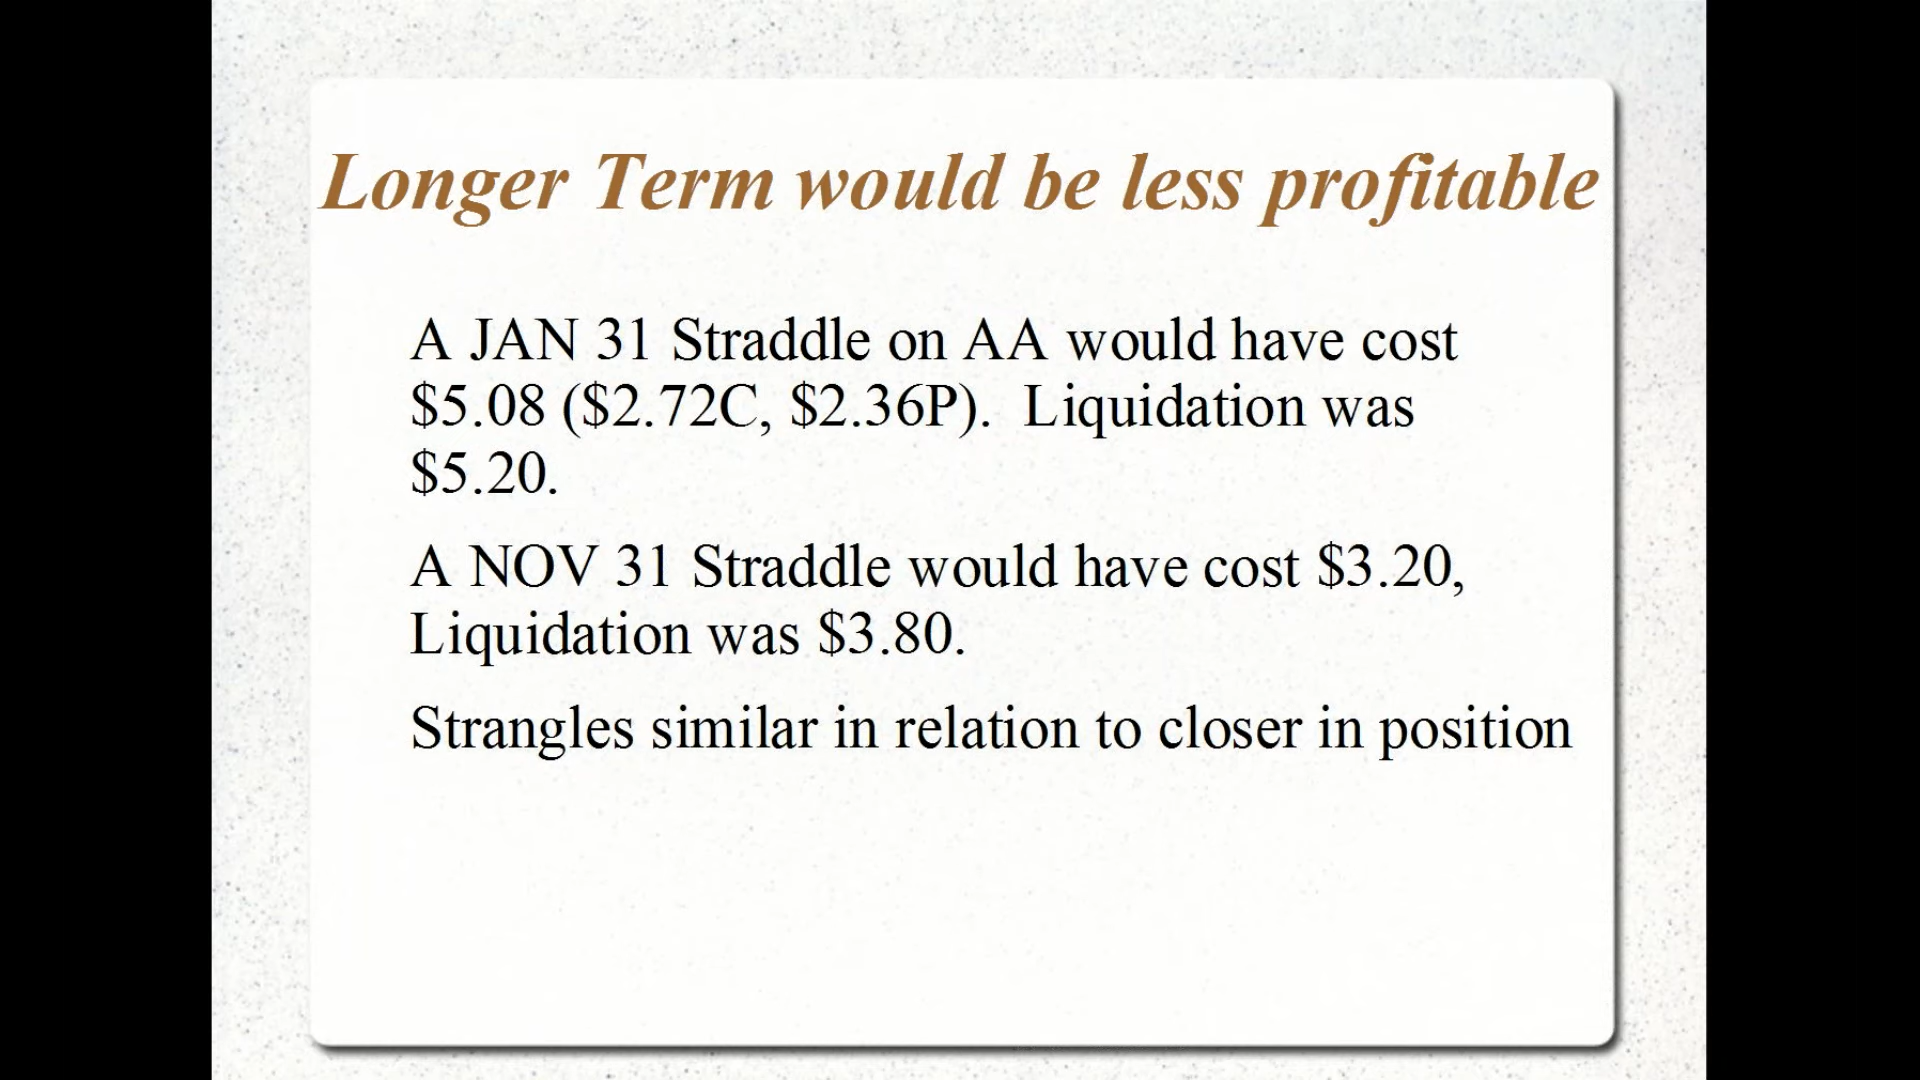 Longer Term would be less profitable
A JAN 31 Straddle on AA would have cost
$5.08 ($2.72C, $2.36P).  Liquidation was
$5.20.
A NOV 31 Straddle would have cost $3.20,
Liquidation was $3.80.
Strangles similar in relation to closer in position